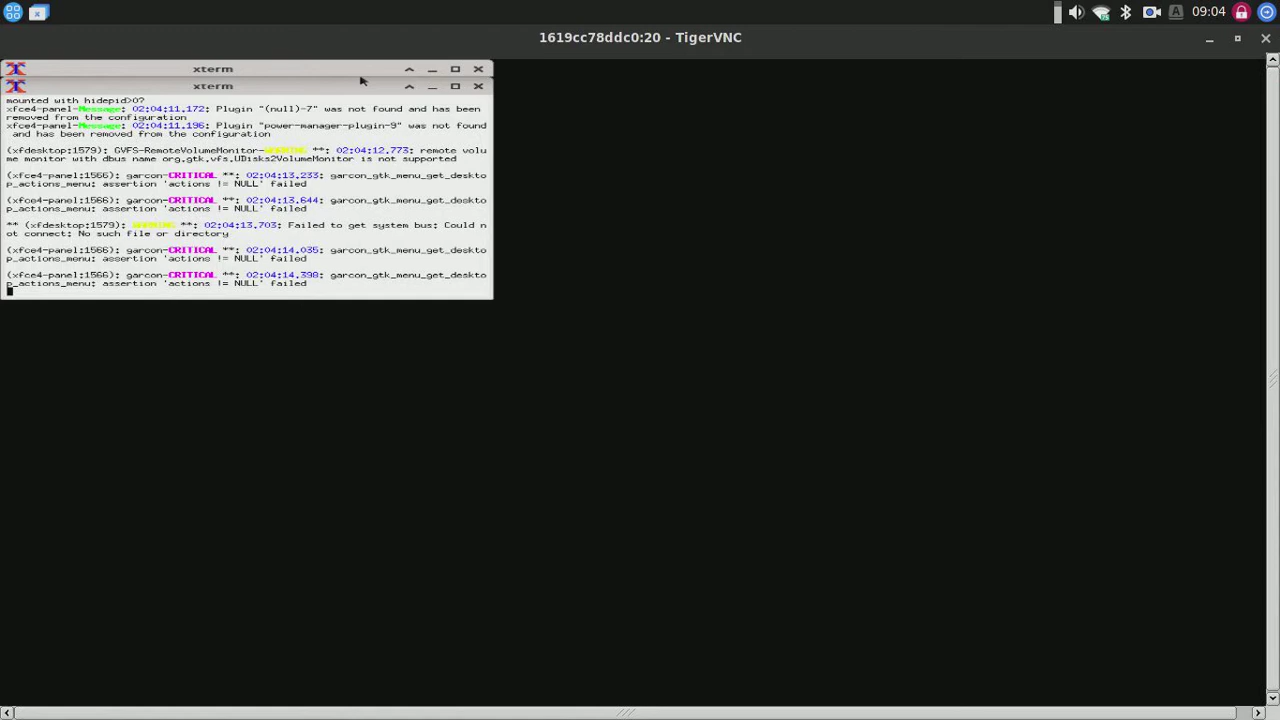 09:04
1619cc78ddc0:20 - TigerVNC
xterm
xterm
mounted with hidepid>0?
xfce4-panel-Message: 02:04:11.172: Plugin "(null)-7" was not found and has been
removed from the configuration
xfce4-panel-Message: 02:04:11.196: Plugin "power-manager-plugin-9" was not found
and has been removed from the configuration
(xfdesktop:1579): GVFS-RemoteVolumeMonitor-WARNING **: 02:04:12.773: remote volu
me monitor with dbus name org.gtk.vfs.UDisks2VolumeMonitor is not supported
(xfce4-panel:1566): garcon-CRITICAL **: 02:04:13.233: garcon_gtk_menu_get_deskto
p_actions_menu: assertion 'actions != NULL' failed
(xfce4-panel:1566): garcon-CRITICAL **: 02:04:13.644: garcon_gtk_menu_get_deskto
p_actions_menu: assertion 'actions != NULL' failed
** (xfdesktop:1579): WARNING **: 02:04:13.703: Failed to get system bus: Could n
ot connect: No such file or directory
(xfce4-panel:1566): garcon-CRITICAL **: 02:04:14.035: garcon_gtk_menu_get_deskto
p_actions_menu: assertion 'actions != NULL' failed
(xfce4-panel:1566): garcon-CRITICAL **: 02:04:14.398: garcon_gtk_menu_get_deskto
p_actions_menu: assertion 'actions != NULL' failed